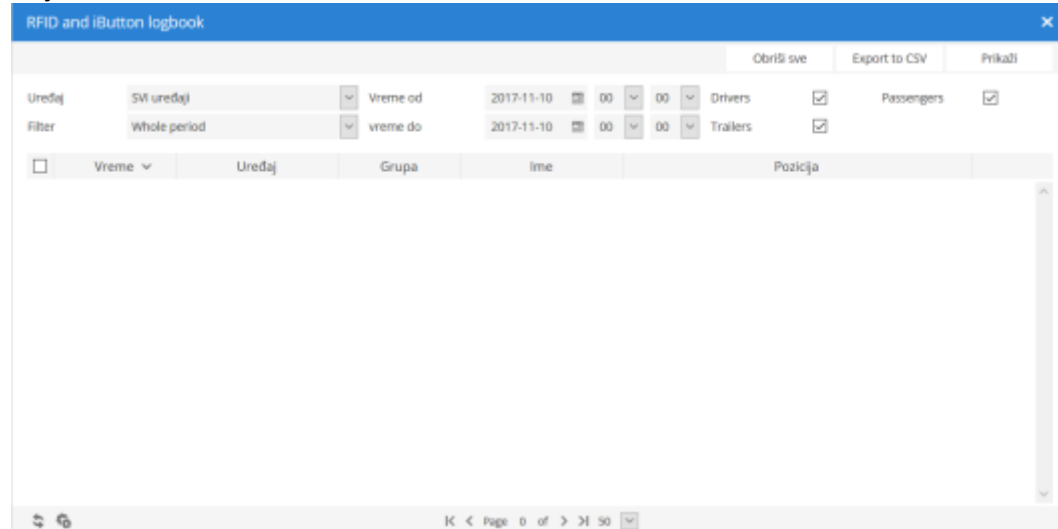 RFID and iButton logbook
Obriši sve Export to CSV Prikaži
Uređaj SVI uređaji Vreme od 2017-11-10 00 00 Drivers Passengers
Filter Whole period vreme do 2017-11-10 00 00 Trailers
Vreme Uređaj Grupa Ime Pozicija
Page 0 of 50